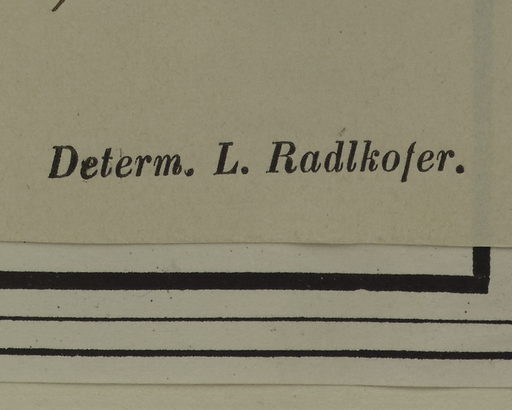 Determ. L. Radlkofer.